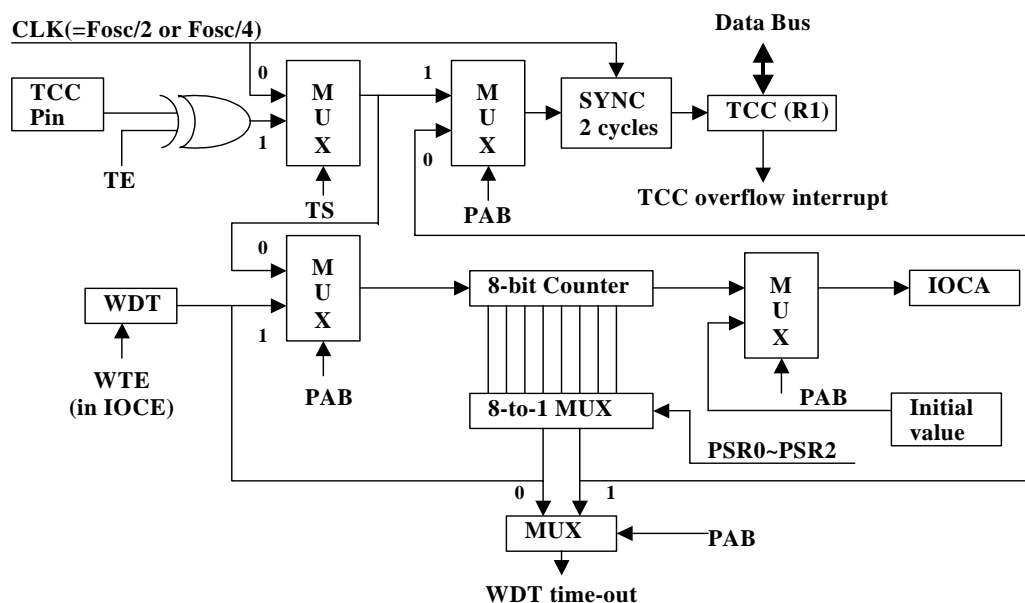 Data Bus
CLK(=Fosc/2 or Fosc/4)
0
1
TCC
Pin
M
U
X
M
U
X
SYNC
2 cycles
TCC (R1)
1
0
TE
TS
PAB
TCC overflow interrupt
0
M
U
X
8-bit Counter
M
U
X
IOCA
WDT
1
WTE
(in IOCE)
PAB
8-to-1 MUX
PAB
Initial
value
PSR0~PSR2
0
1
MUX
PAB
WDT time-out